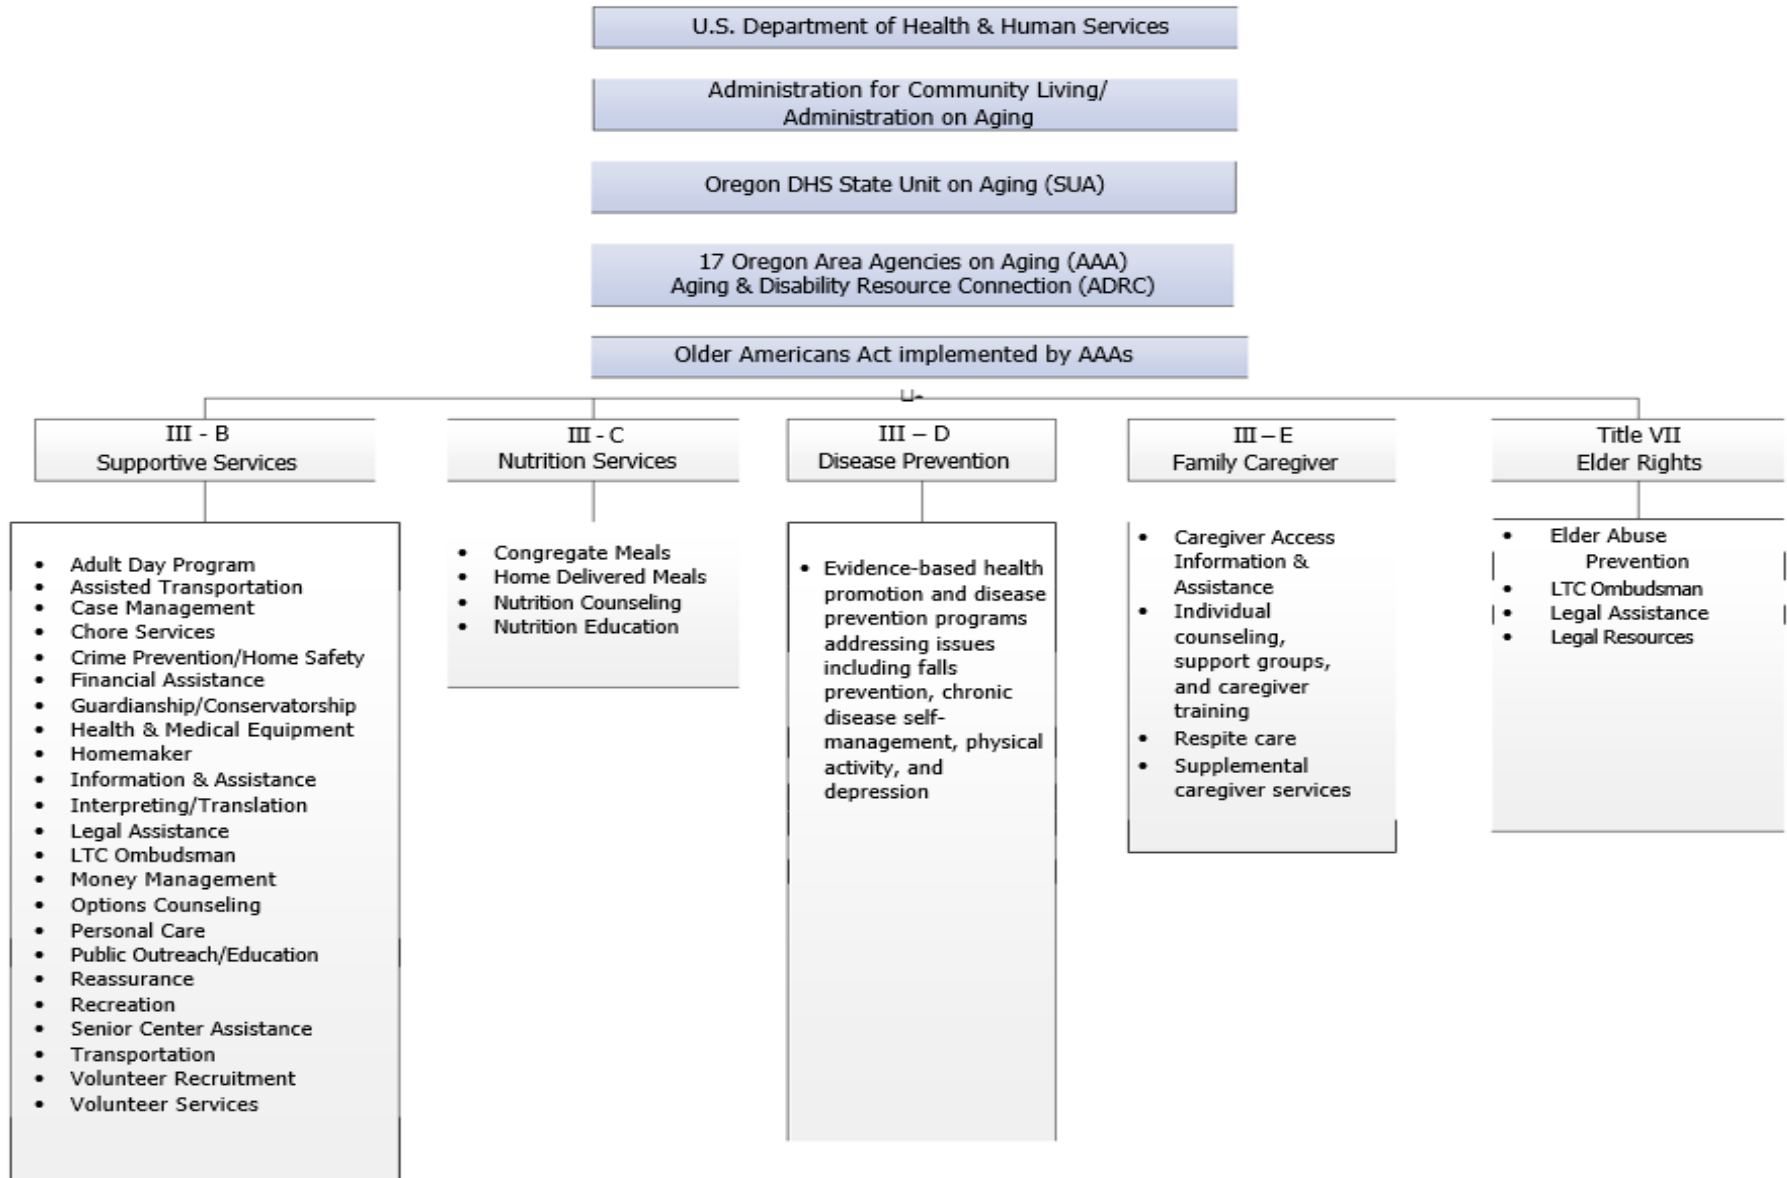 U.S. Department of Health & Human Services
Administration for Community Living/
Administration on Aging
Oregon DHS State Unit on Aging (SUA)
17 Oregon Area Agencies on Aging (AAA)
Aging & Disability Resource Connection (ADRC)
Older Americans Act implemented by AAAs
III - B
Supportive Services
• Adult Day Program
• Assisted Transportation
• Case Management
• Chore Services
• Crime Prevention/Home Safety
• Financial Assistance
• Guardianship/Conservatorship
• Health & Medical Equipment
• Homemaker
• Information & Assistance
• Interpreting/Translation
• Legal Assistance
• LTC Ombudsman
• Money Management
• Options Counseling
• Personal Care
• Public Outreach/Education
• Reassurance
• Recreation
• Senior Center Assistance
• Transportation
• Volunteer Recruitment
• Volunteer Services
III - C
Nutrition Services
• Congregate Meals
• Home Delivered Meals
• Nutrition Counseling
• Nutrition Education
III – D
Disease Prevention
• Evidence-based health
promotion and disease
prevention programs
addressing issues
including falls
prevention, chronic
disease self-
management, physical
activity, and
depression
III – E
Family Caregiver
• Caregiver Access
Information &
Assistance
• Individual
counseling,
support groups,
and caregiver
training
• Respite care
• Supplemental
caregiver services
Title VII
Elder Rights
• Elder Abuse
Prevention
• LTC Ombudsman
• Legal Assistance
• Legal Resources